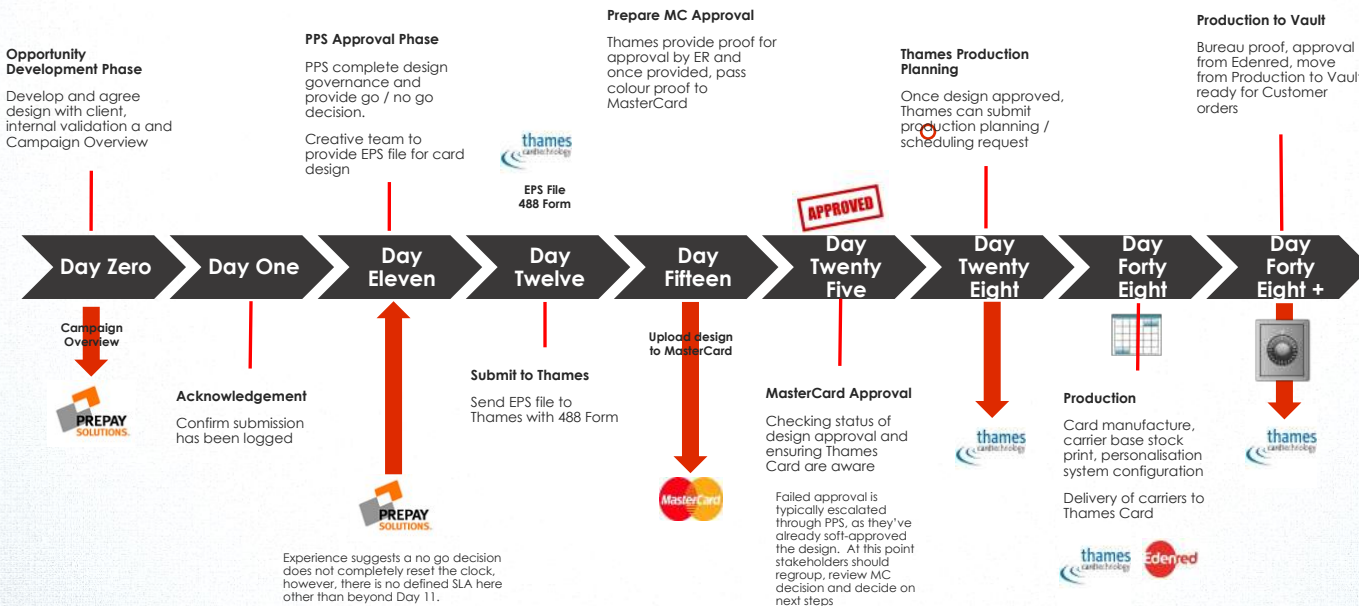 Opportunity
Development Phase
Develop and agree
design with client,
internal validation a and
Campaign Overview
PPS Approval Phase
PPS complete design
governance and
provide go / no go
decision.
Creative team to
provide EPS file for card
design
thames
cardtechnology
EPS File
488 Form
Prepare MC Approval
Thames provide proof for
approval by ER and
once provided, pass
colour proof to
MasterCard
APPROVED
Thames Production
Planning
Once design approved,
Thames can submit
production planning /
scheduling request
Production to Vault
Bureau proof, approval
from Edenred, move
from Production to Vault
ready for Customer
orders
Day Zero
Day One
Day
Eleven
Day
Twelve
Day
Fifteen
Day
Twenty
Five
Day
Twenty
Eight
Day
Forty
Eight
Day
Forty
Eight +
Campaign
Overview
PREPAY
SOLUTIONS.
Acknowledgement
Confirm submission
has been logged
PREPAY
SOLUTIONS.
Experience suggests a no go decision
does not completely reset the clock,
however, there is no defined SLA here
other than beyond Day 11.
Submit to Thames
Send EPS file to
Thames with 488 Form
Upload design
to MasterCard
MasterCard
MasterCard Approval
Checking status of
design approval and
ensuring Thames
Card are aware
Failed approval is
typically escalated
through PPS, as they've
already soft-approved
the design. At this point
stakeholders should
regroup, review MC
decision and decide on
next steps
thames
cardtechnology
Production
Card manufacture,
carrier base stock
print, personalisation
system configuration
Delivery of carriers to
Thames Card
thames
cardtechnology
Edenred
thames
cardtechnology